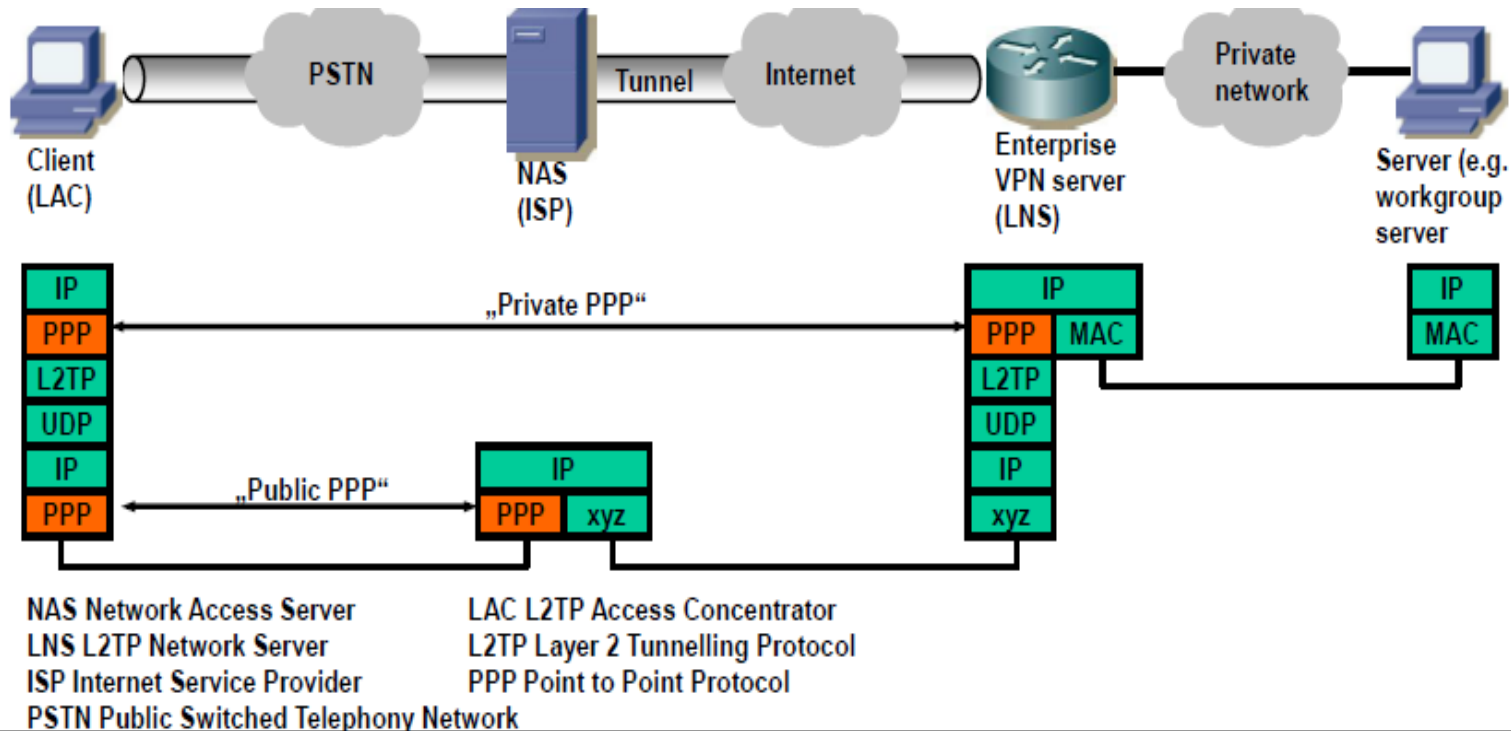 PSTN
Tunnel
Internet
Private
network
Client
(LAC)
NAS
(ISP)
Enterprise
VPN server
(LNS)
Server (e.g.
workgroup
server
IP
PPP
L2TP
UDP
IP
PPP
„Private PPP“
„Public PPP“
IP
PPP
xyz
IP
PPP
MAC
L2TP
UDP
IP
xyz
IP
MAC
NAS Network Access Server
LNS L2TP Network Server
ISP Internet Service Provider
PSTN Public Switched Telephony Network
LAC L2TP Access Concentrator
L2TP Layer 2 Tunnelling Protocol
PPP Point to Point Protocol